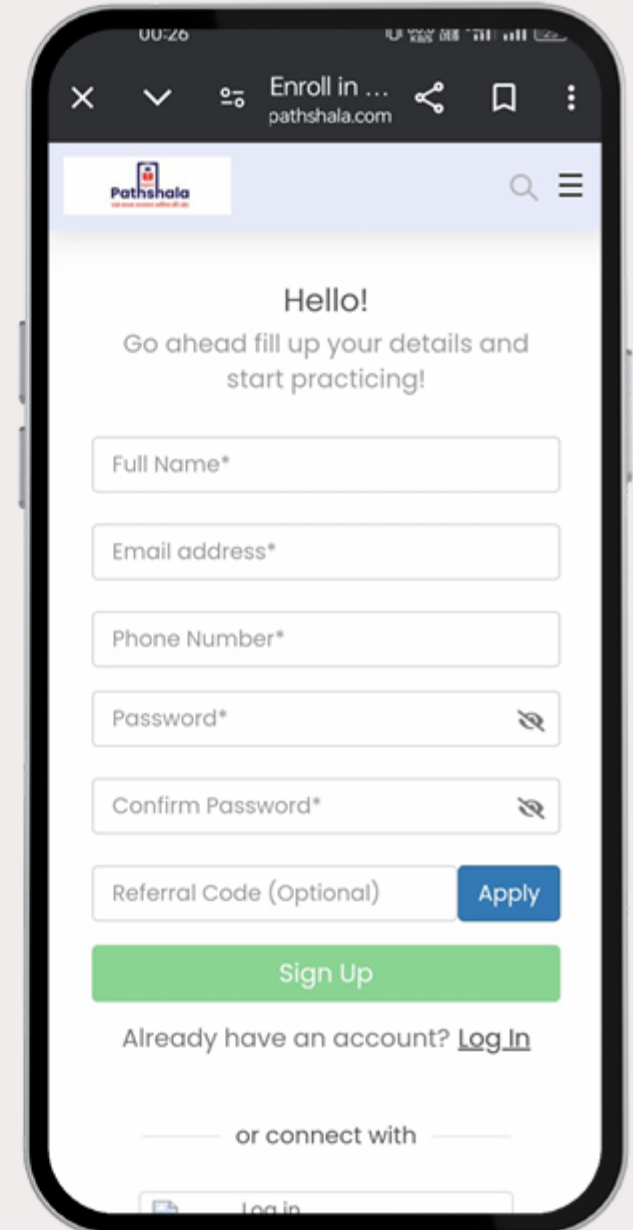 00:26
Enroll in ...
pathshala.com
Pathshala
Hello!
Go ahead fill up your details and
start practicing!
Full Name*
Email address*
Phone Number*
Password*
Confirm Password*
Referral Code (Optional)
Apply
Sign Up
Already have an account? Log In
or connect with
Log in